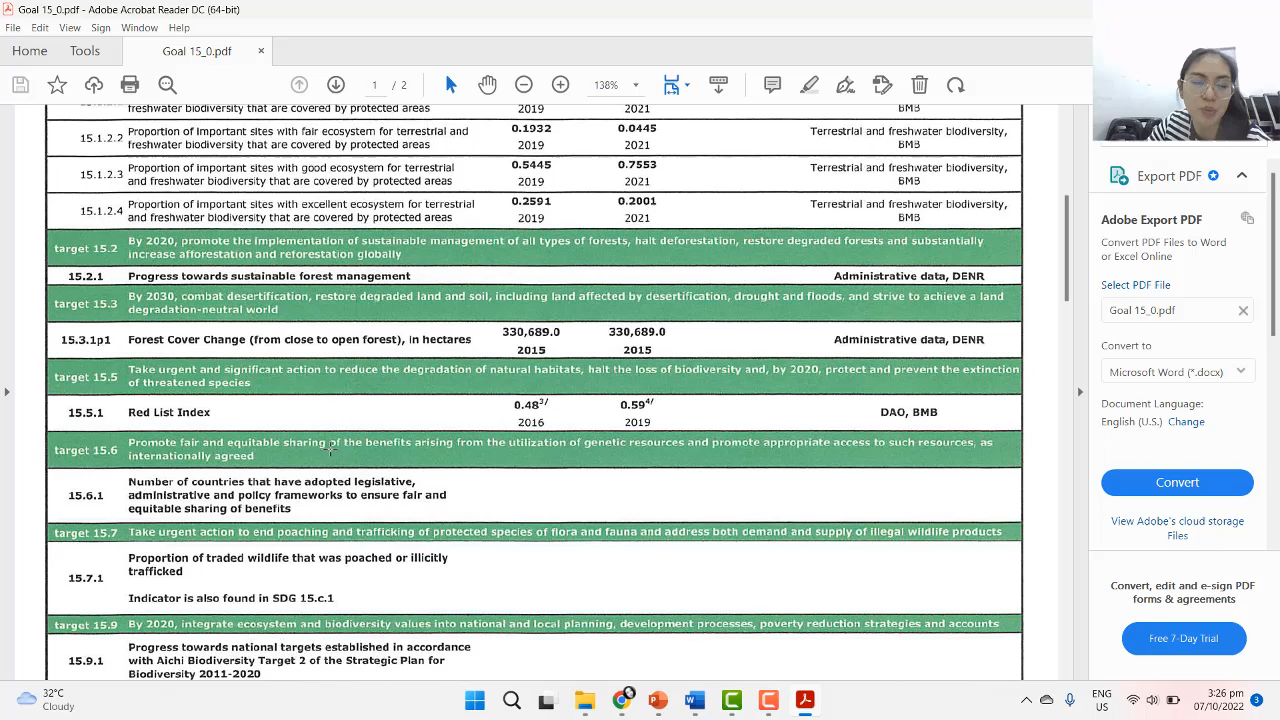 Goal 15_0.pdf - Adobe Acrobat Reader DC (64-bit)
File Edit View Sign Window Help
Home Tools Goal 15_0.pdf ×
1 / 2 138%
freshwater biodiversity that are covered by protected areas 2019 2021 BMB
15.1.2.2 Proportion of important sites with fair ecosystem for terrestrial and 0.1932 0.0445 Terrestrial and freshwater biodiversity,
freshwater biodiversity that are covered by protected areas 2019 2021 BMB
15.1.2.3 Proportion of important sites with good ecosystem for terrestrial 0.5445 0.7553 Terrestrial and freshwater biodiversity,
and freshwater biodiversity that are covered by protected areas 2019 2021 BMB
15.1.2.4 Proportion of important sites with excellent ecosystem for terrestrial 0.2591 0.2001 Terrestrial and freshwater biodiversity,
and freshwater biodiversity that are covered by protected areas 2019 2021 BMB
target 15.2 By 2020, promote the implementation of sustainable management of all types of forests, halt deforestation, restore degraded forests and substantially
increase afforestation and reforestation globally
15.2.1 Progress towards sustainable forest management Administrative data, DENR
target 15.3 By 2030, combat desertification, restore degraded land and soil, including land affected by desertification, drought and floods, and strive to achieve a land
degradation-neutral world
15.3.1p1 Forest Cover Change (from close to open forest), in hectares 330,689.0 330,689.0 Administrative data, DENR
2015 2015
target 15.5 Take urgent and significant action to reduce the degradation of natural habitats, halt the loss of biodiversity and, by 2020, protect and prevent the extinction
of threatened species
15.5.1 Red List Index 0.48 3/ 0.59 4/ DAO, BMB
2016 2019
target 15.6 Promote fair and equitable sharing of the benefits arising from the utilization of genetic resources and promote appropriate access to such resources, as
internationally agreed
15.6.1 Number of countries that have adopted legislative,
administrative and policy frameworks to ensure fair and
equitable sharing of benefits
target 15.7 Take urgent action to end poaching and trafficking of protected species of flora and fauna and address both demand and supply of illegal wildlife products
15.7.1 Proportion of traded wildlife that was poached or illicitly
trafficked
Indicator is also found in SDG 15.c.1
target 15.9 By 2020, integrate ecosystem and biodiversity values into national and local planning, development processes, poverty reduction strategies and accounts
15.9.1 Progress towards national targets established in accordance
with Aichi Biodiversity Target 2 of the Strategic Plan for
Biodiversity 2011-2020
Export PDF
Adobe Export PDF
Convert PDF Files to Word
or Excel Online
Select PDF File
Goal 15_0.pdf ×
Convert to
Microsoft Word (*.docx)
Document Language:
English (U.S.) Change
Convert
View Adobe's cloud storage
Files
Convert, edit and e-sign PDF
forms & agreements
Free 7-Day Trial
32°C
Cloudy
ENG
US
3:26 pm
07/10/2022
3